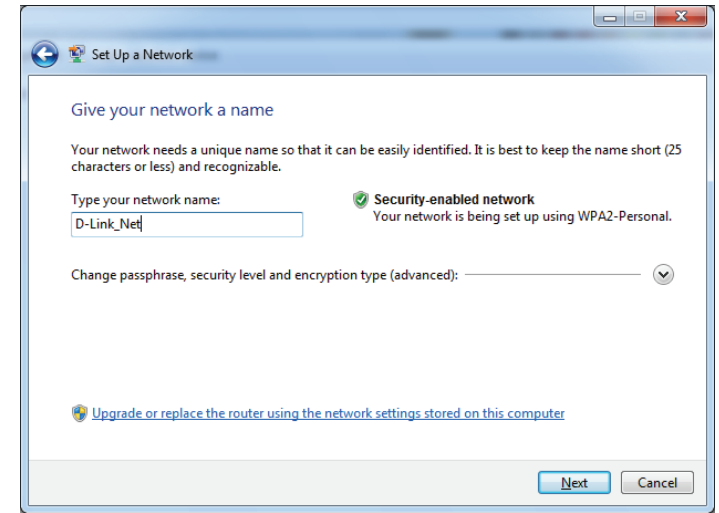 Set Up a Network
Give your network a name
Your network needs a unique name so that it can be easily identified. It is best to keep the name short (25
characters or less) and recognizable.
Type your network name:
Security-enabled network
D-Link_Net
Your network is being set up using WPA2-Personal.
Change passphrase, security level and encryption type (advanced):
Upgrade or replace the router using the network settings stored on this computer
Next
Cancel